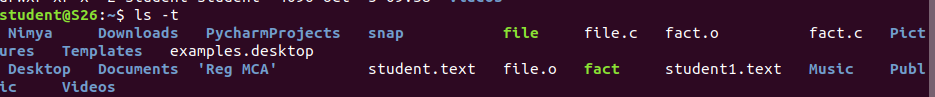 student@S26:~$ ls -t
Nimya Downloads PycharmProjects snap file file.c fact.o fact.c Pict
ures Templates examples.desktop
Desktop Documents 'Reg MCA' student.text file.o fact student1.text Music Publ
ic Videos